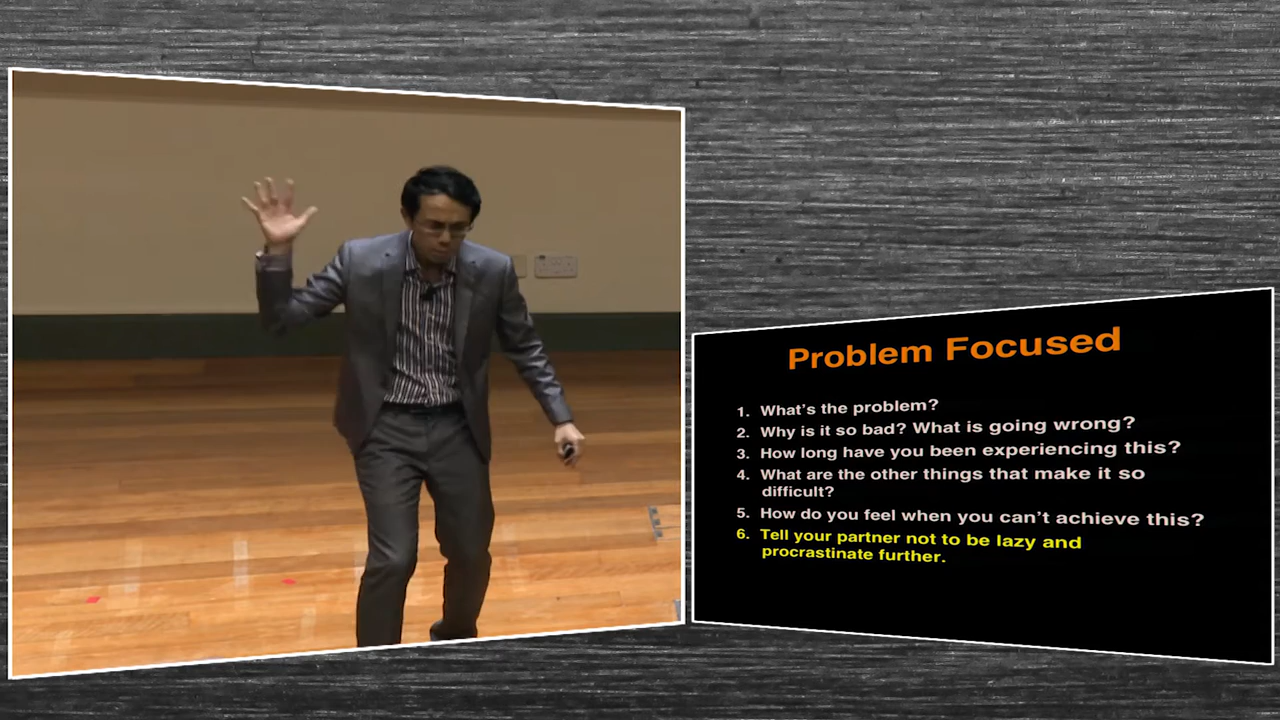 Problem Focused
1. What's the problem?
2. Why is it so bad? What is going wrong?
3. How long have you been experiencing this?
4. What are the other things that make it so
difficult?
5. How do you feel when you can't achieve this?
6. Tell your partner not to be lazy and
procrastinate further.